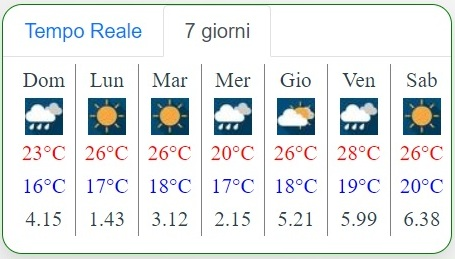 Tempo Reale 7 giorni
Dom Lun Mar Mer Gio Ven Sab
23°C 26°C 26°C 20°C 26°C 28°C 26°C
16°C 17°C 18°C 17°C 18°C 19°C 20°C
4.15 1.43 3.12 2.15 5.21 5.99 6.38